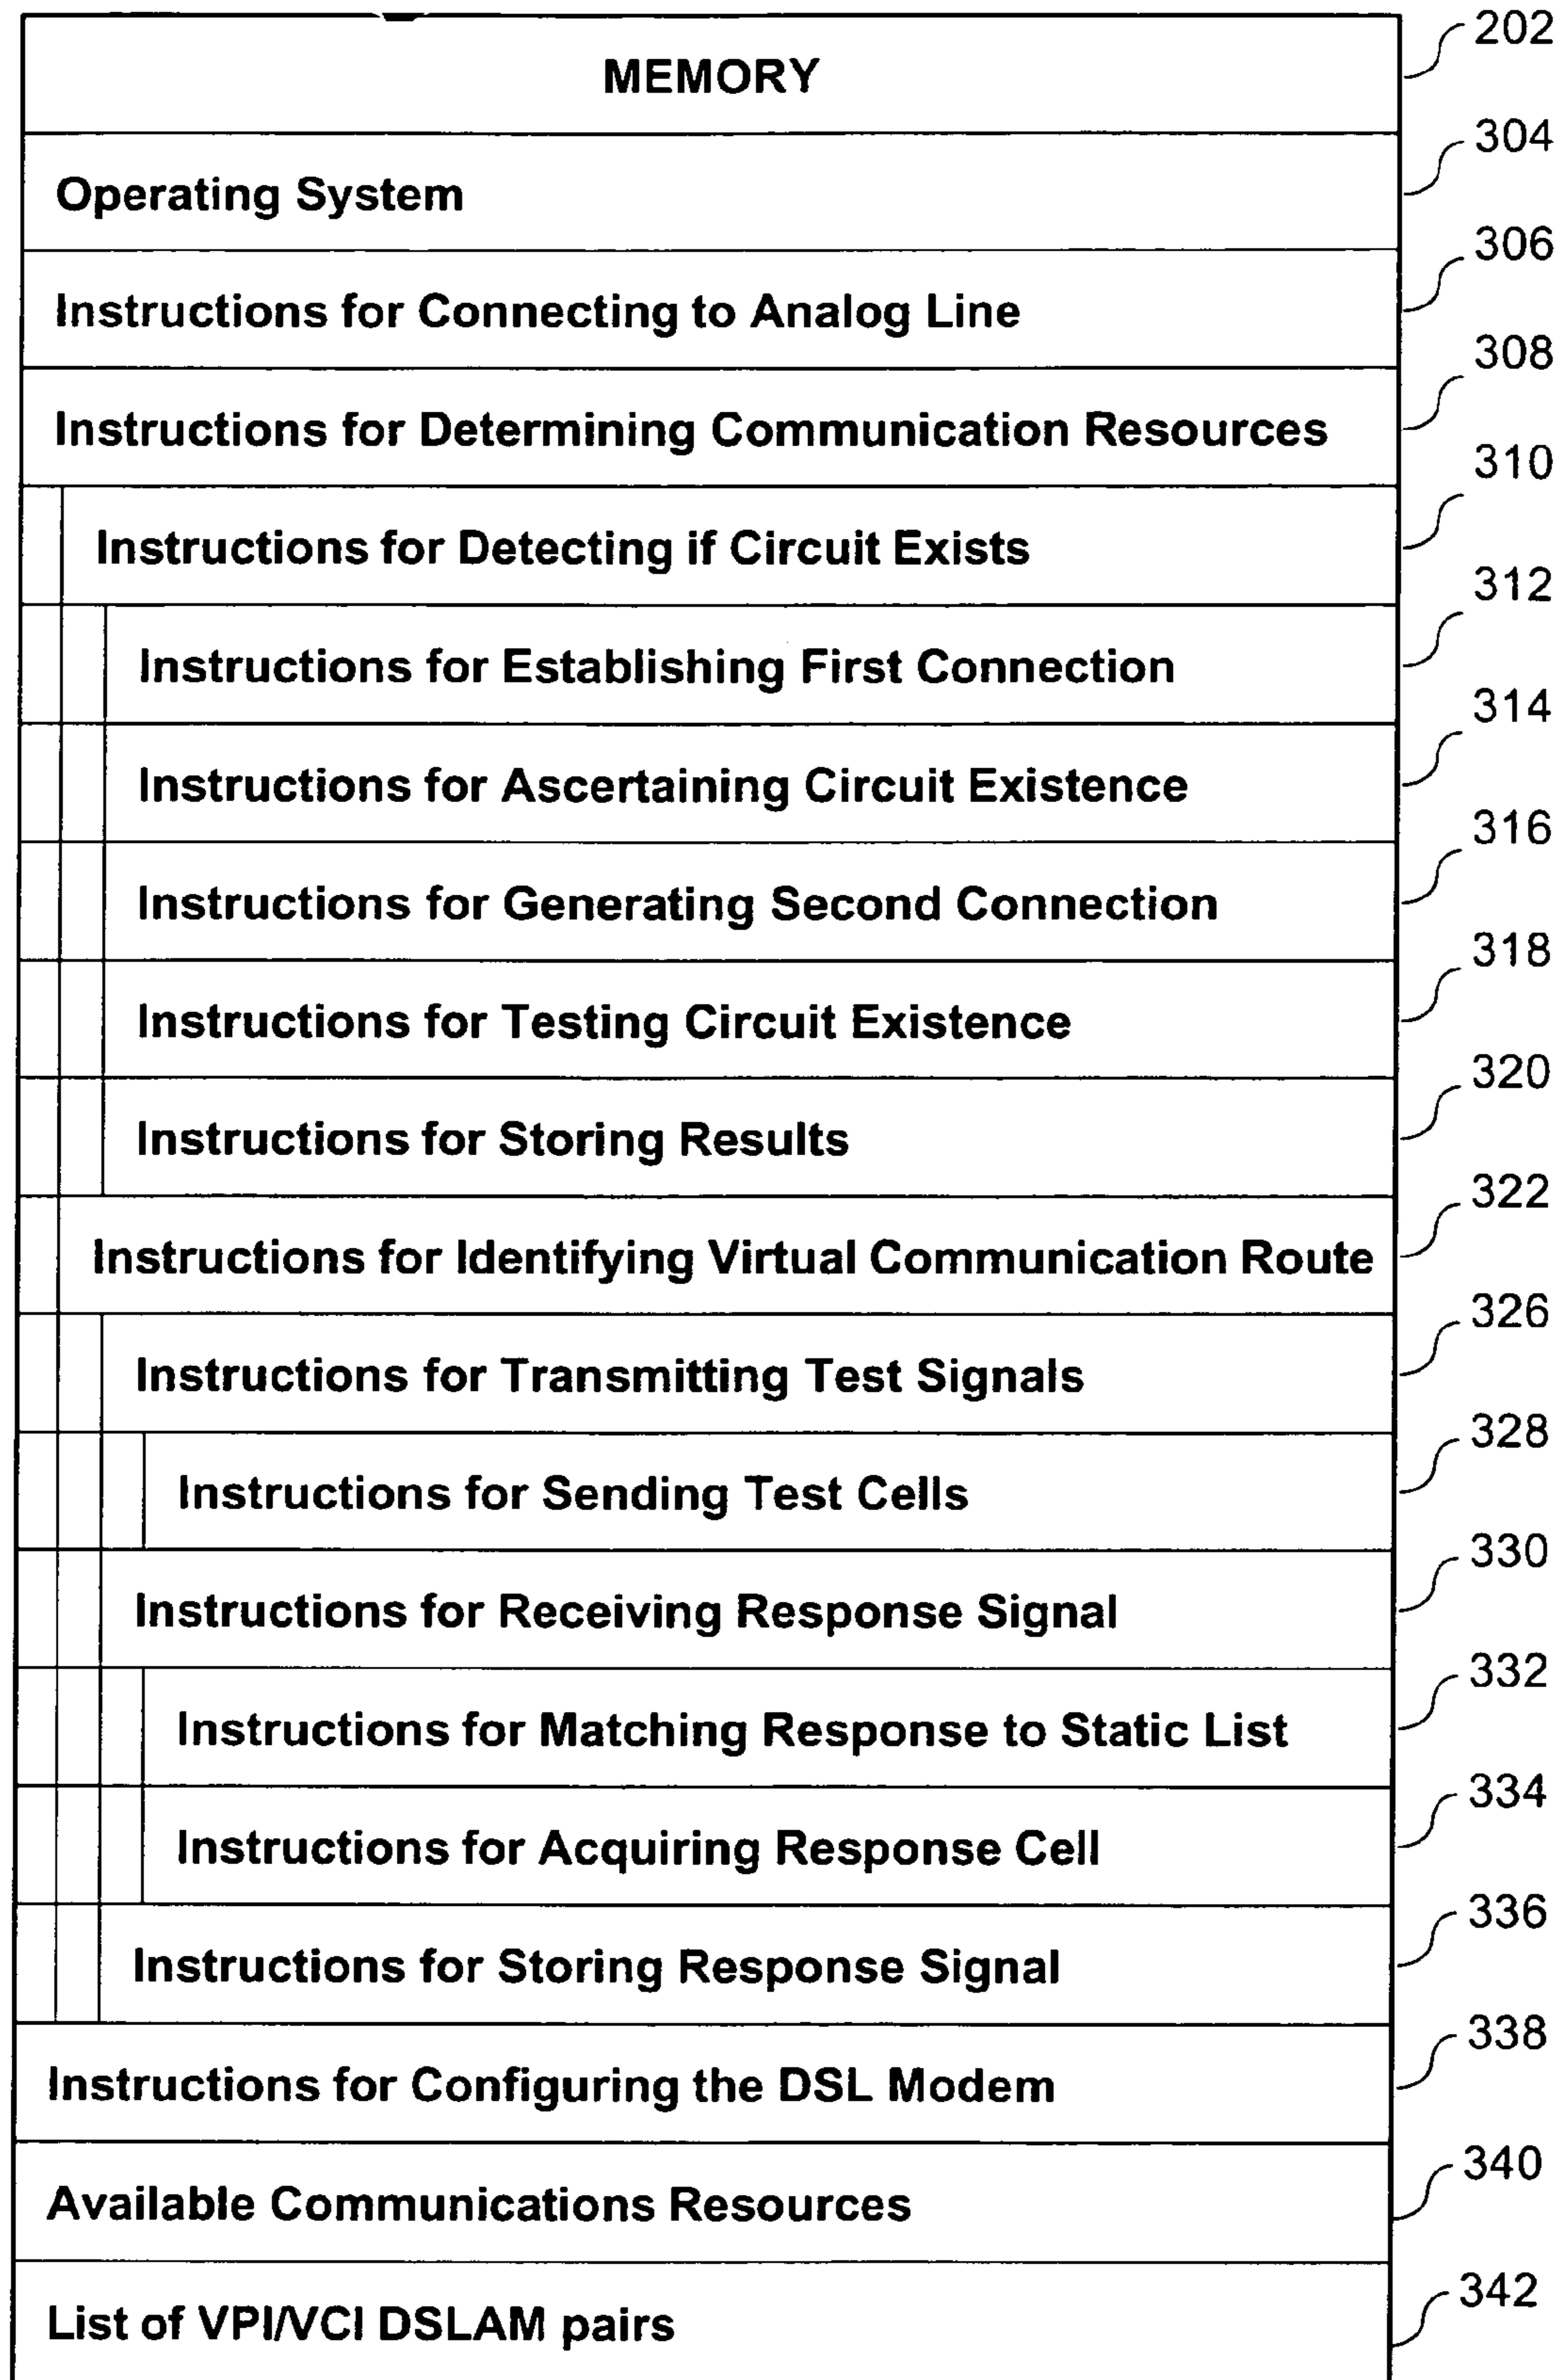 MEMORY 202
Operating System 304
Instructions for Connecting to Analog Line 306
Instructions for Determining Communication Resources 308
Instructions for Detecting if Circuit Exists 310
Instructions for Establishing First Connection 312
Instructions for Ascertaining Circuit Existence 314
Instructions for Generating Second Connection 316
Instructions for Testing Circuit Existence 318
Instructions for Storing Results 320
Instructions for Identifying Virtual Communication Route 322
Instructions for Transmitting Test Signals 326
Instructions for Sending Test Cells 328
Instructions for Receiving Response Signal 330
Instructions for Matching Response to Static List 332
Instructions for Acquiring Response Cell 334
Instructions for Storing Response Signal 336
Instructions for Configuring the DSL Modem 338
Available Communications Resources 340
List of VPI/VCI DSLAM pairs 342